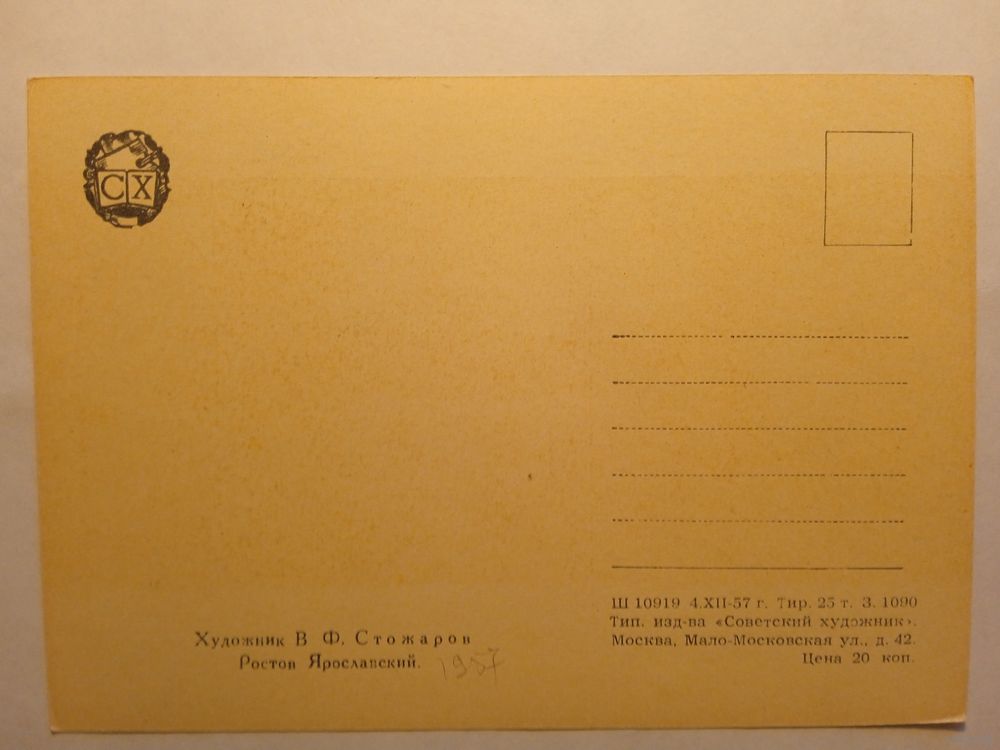 СХ
Ш 10919 4.XII-57 г. Тир. 25 т. З. 1090
Тип. изд-ва «Советский художник».
Москва, Мало-Московская ул., д. 42.
Цена 20 коп.
Художник В. Ф. Стожаров
Ростов Ярославский.
1957